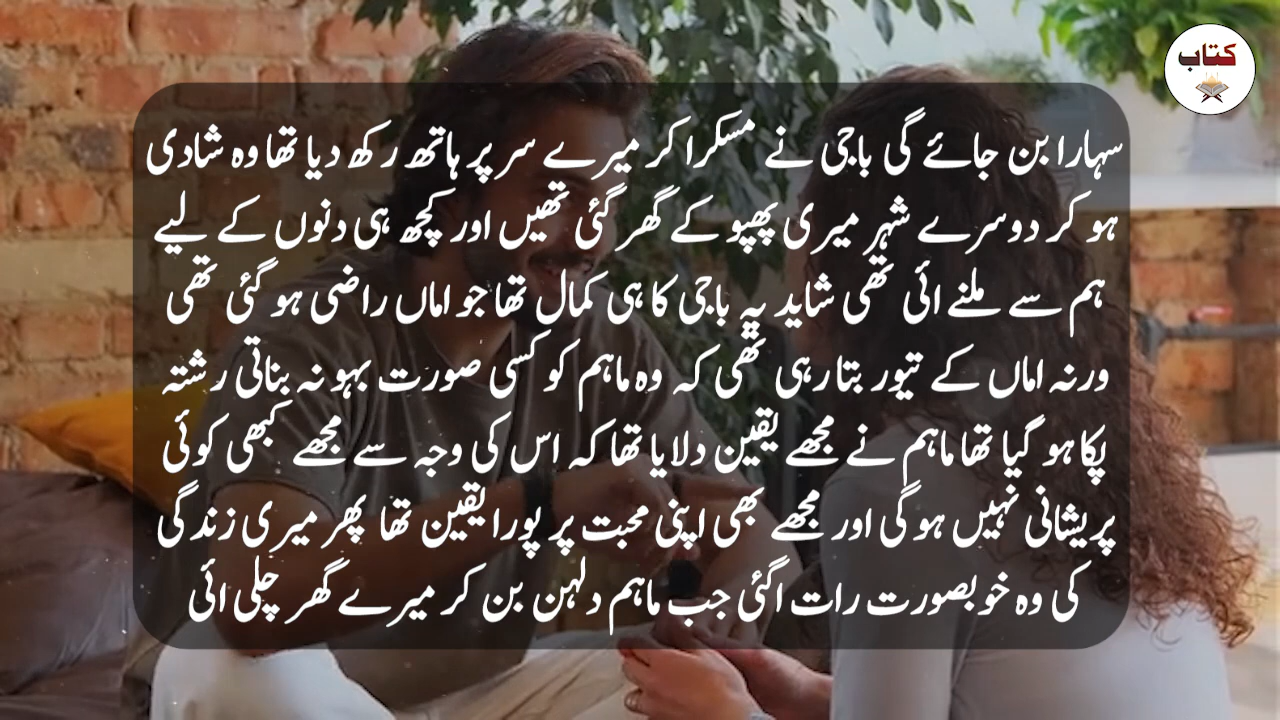 کتاب
سہارا بن جائے گی باجی نے مسکرا کر میرے سر پر ہاتھ رکھ دیا تھا وہ شادی
ہو کر دوسرے شہر میری پھپو کے گھر گئی تھیں اور کچھ ہی دنوں کے لیے
ہم سے ملنے ائی تھی شاید یہ باجی کا ہی کمال تھا جو اماں راضی ہو گئی تھی
ورنہ اماں کے تیور بتا رہی تھی کہ وہ ماہم کو کسی صورت بہو نہ بناتی رشتہ
پکا ہو گیا تھا ماہم نے مجھے یقین دلایا تھا کہ اس کی وجہ سے مجھے کبھی کوئی
پریشانی نہیں ہوگی اور مجھے بھی اپنی محبت پر پورا یقین تھا پھر میری زندگی
کی وہ خوبصورت رات اگئی جب ماہم دلہن بن کر میرے گھر چلی ائی